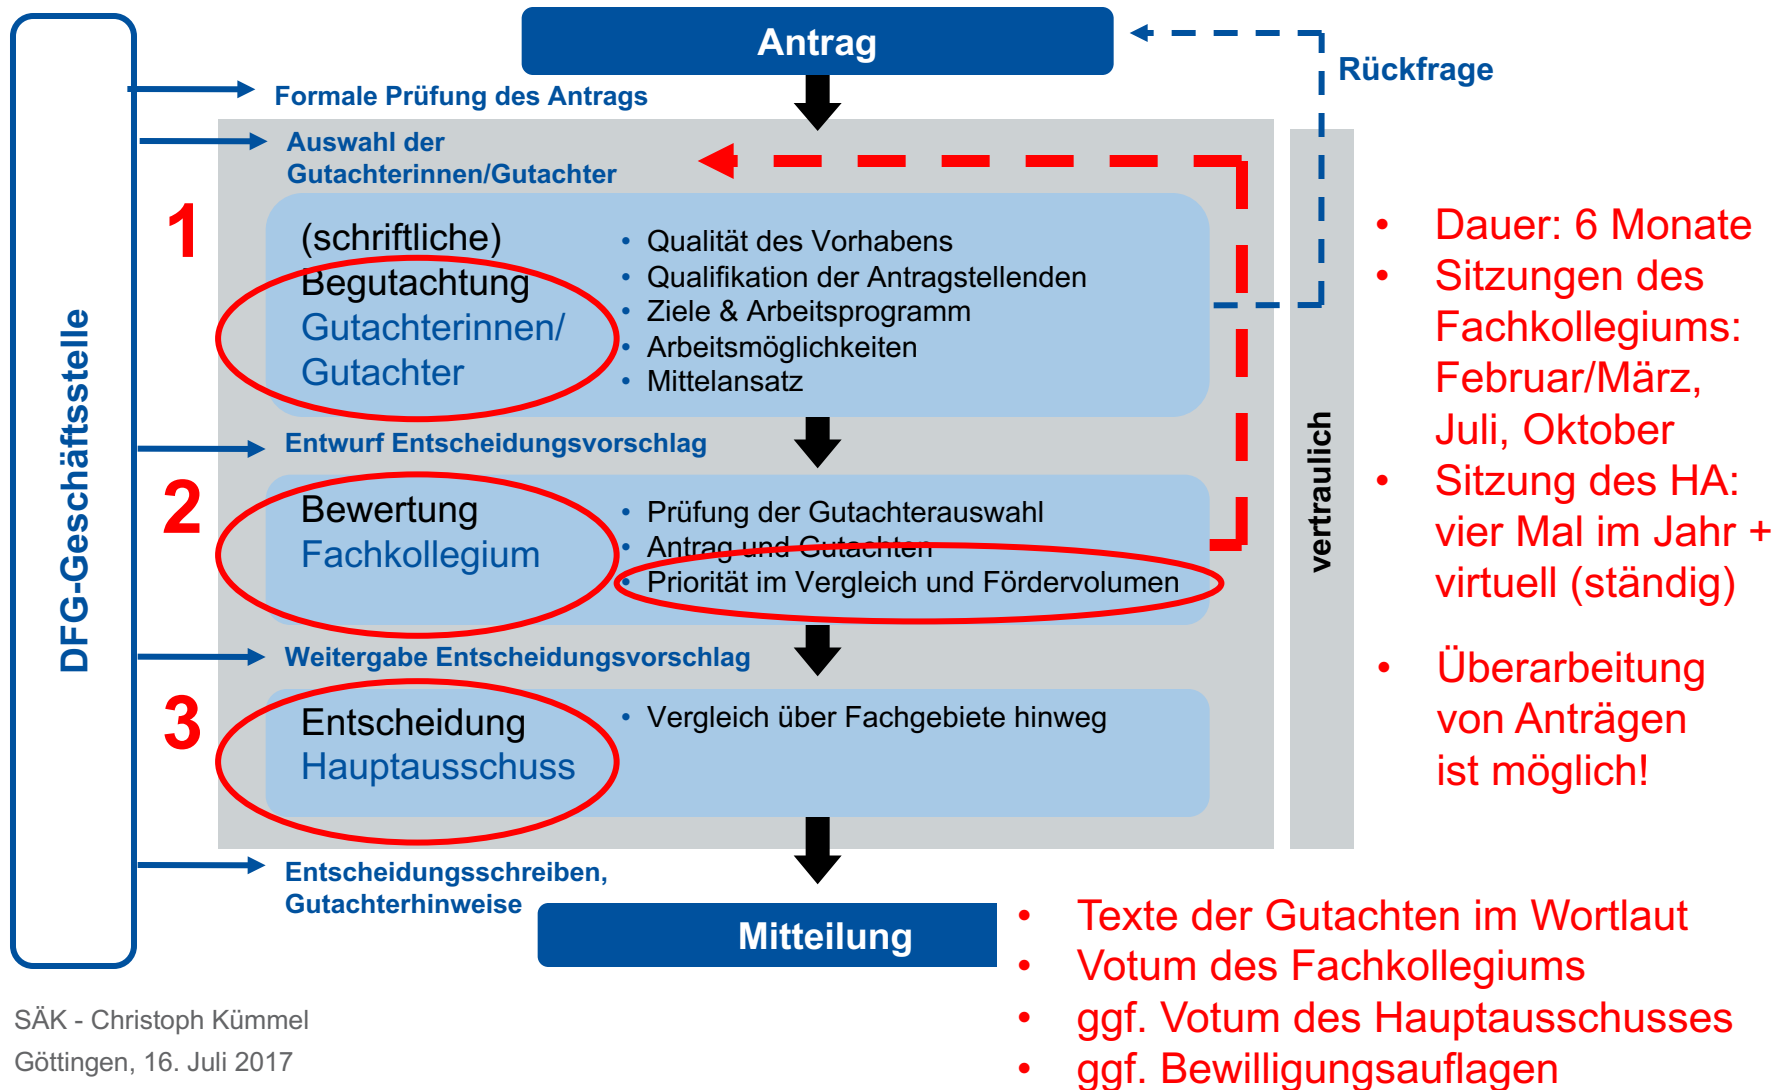 DFG-Geschäftsstelle
Antrag
Rückfrage
Formale Prüfung des Antrags
Auswahl der
Gutachterinnen/Gutachter
1
(schriftliche)
Begutachtung
Gutachterinnen/
Gutachter
• Qualität des Vorhabens
• Qualifikation der Antragstellenden
• Ziele & Arbeitsprogramm
• Arbeitsmöglichkeiten
• Mittelansatz
Entwurf Entscheidungsvorschlag
2
Bewertung
Fachkollegium
• Prüfung der Gutachterauswahl
• Antrag und Gutachten
• Priorität im Vergleich und Fördervolumen
Weitergabe Entscheidungsvorschlag
3
Entscheidung
Hauptausschuss
• Vergleich über Fachgebiete hinweg
vertraulich
• Dauer: 6 Monate
• Sitzungen des
Fachkollegiums:
Februar/März,
Juli, Oktober
• Sitzung des HA:
vier Mal im Jahr +
virtuell (ständig)
• Überarbeitung
von Anträgen
ist möglich!
Entscheidungsschreiben,
Gutachterhinweise
Mitteilung
• Texte der Gutachten im Wortlaut
• Votum des Fachkollegiums
• ggf. Votum des Hauptausschusses
• ggf. Bewilligungsauflagen
SÄK - Christoph Kümmel
Göttingen, 16. Juli 2017